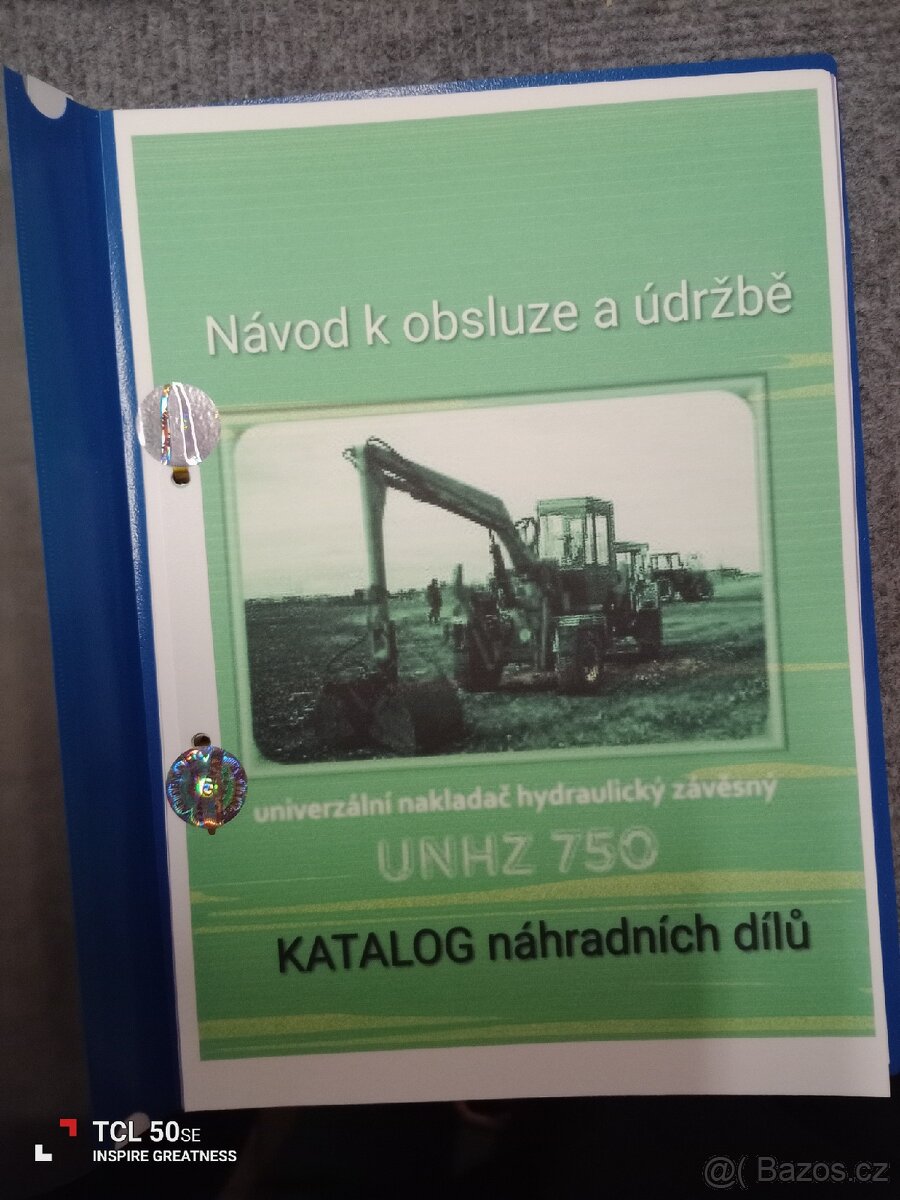 Návod k obsluze a údržbě
univerzální nakladač hydraulický závěsný
UNHZ 750
KATALOG náhradních dílů
TCL 50SE
INSPIRE GREATNESS
@( Bazos.cz